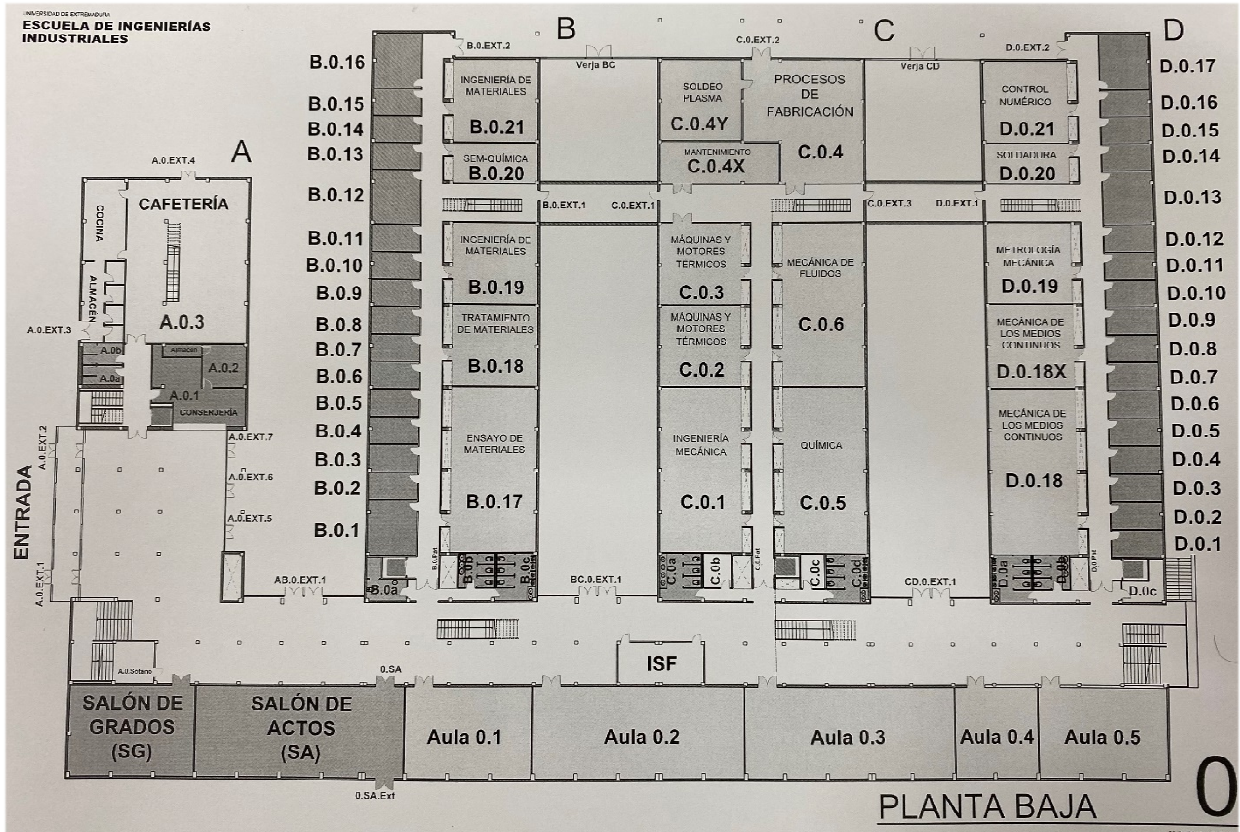 UNIVERSIDAD DE EXTREMADURA
ESCUELA DE INGENIERÍAS
INDUSTRIALES
A
B
C
D
B.0.EXT.2
Verja BC
C.0.EXT.2
Verja CD
D.0.EXT.2
B.0.16
B.0.15
B.0.14
B.0.13
B.0.12
B.0.11
B.0.10
B.0.9
B.0.8
B.0.7
B.0.6
B.0.5
B.0.4
B.0.3
B.0.2
B.0.1
INGENIERÍA DE
MATERIALES
B.0.21
SEM-QUÍMICA
B.0.20
B.0.EXT.1
INGENIERÍA DE
MATERIALES
B.0.19
TRATAMIENTO
DE MATERIALES
B.0.18
ENSAYO DE
MATERIALES
B.0.17
B.0.Pat
B.0a
B.0b
B.0c
SOLDEO
PLASMA
C.0.4Y
PROCESOS
DE
FABRICACIÓN
C.0.4
MANTENIMIENTO
C.0.4X
C.0.EXT.1
C.0.EXT.3
MÁQUINAS Y
MOTORES
TÉRMICOS
C.0.3
MÁQUINAS Y
MOTORES
TÉRMICOS
C.0.2
INGENIERÍA
MECÁNICA
C.0.1
MECÁNICA DE
FLUIDOS
C.0.6
QUÍMICA
C.0.5
C.0a
C.0b
C.0.Pat
C.0c
C.0d
CONTROL
NUMÉRICO
D.0.21
SOLDADURA
D.0.20
D.0.EXT.1
METROLOGÍA
MECÁNICA
D.0.19
MECÁNICA DE
LOS MEDIOS
CONTINUOS
D.0.18X
MECÁNICA DE
LOS MEDIOS
CONTINUOS
D.0.18
D.0a
D.0b
D.0.Pat
D.0c
D.0.17
D.0.16
D.0.15
D.0.14
D.0.13
D.0.12
D.0.11
D.0.10
D.0.9
D.0.8
D.0.7
D.0.6
D.0.5
D.0.4
D.0.3
D.0.2
D.0.1
A.0.EXT.4
CAFETERÍA
COCINA
ALMACÉN
A.0.3
A.0.EXT.3
A.0b
A.0a
Almacén
A.0.2
A.0.1
CONSERJERÍA
A.0.EXT.2
A.0.EXT.7
A.0.EXT.6
A.0.EXT.5
ENTRADA
A.0.EXT.1
AB.0.EXT.1
BC.0.EXT.1
CD.0.EXT.1
A.0.Sótano
0.SA
ISF
SALÓN DE
GRADOS
(SG)
SALÓN DE
ACTOS
(SA)
Aula 0.1
Aula 0.2
Aula 0.3
Aula 0.4
Aula 0.5
0.SA.Ext
PLANTA BAJA
0